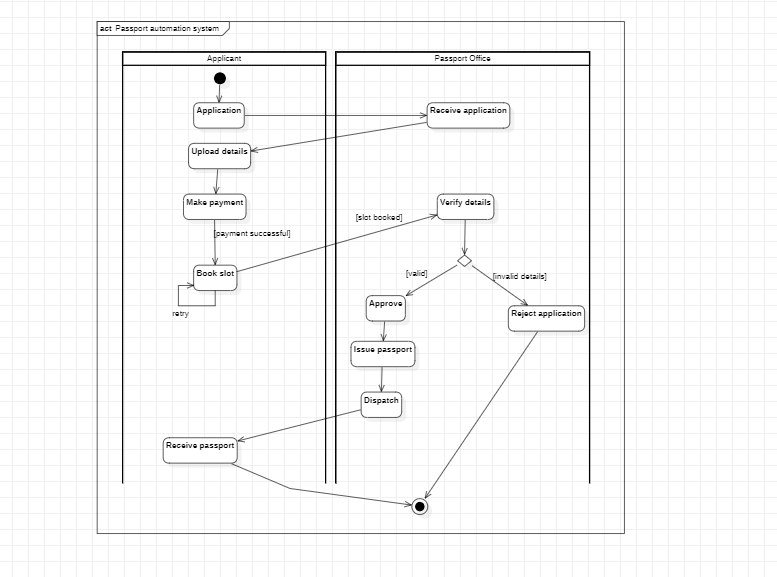 act Passport automation system
Applicant
Passport Office
Application
Receive application
Upload details
Make payment
Verify details
[slot booked]
[payment successful]
Book slot
[valid]
[invalid details]
Approve
retry
Reject application
Issue passport
Dispatch
Receive passport